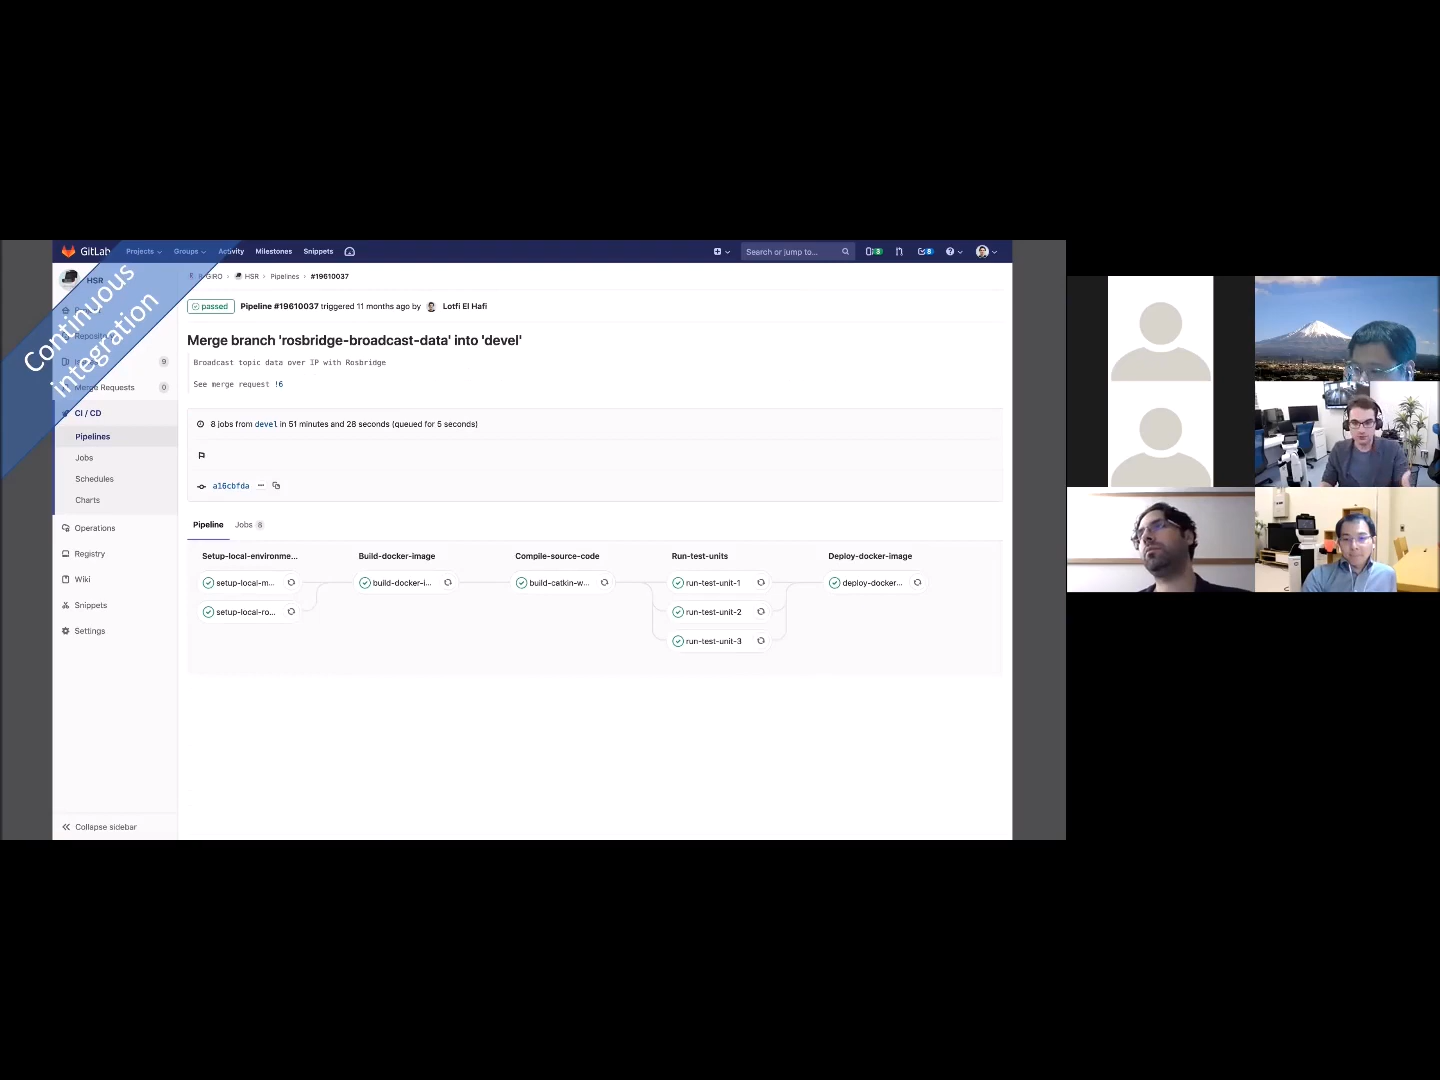 GitLab Projects Groups Activity Milestones Snippets Search or jump to... 3 8
Continuous
integration
HSR
GIRO › HSR › Pipelines › #19610037
passed Pipeline #19610037 triggered 11 months ago by Lotfi El Hafi
Merge branch 'rosbridge-broadcast-data' into 'devel'
Broadcast topic data over IP with Rosbridge
See merge request !6
9
Merge Requests 0
CI / CD
Pipelines
Jobs
Schedules
Charts
Operations
Registry
Wiki
Snippets
Settings
Collapse sidebar
8 jobs from devel in 51 minutes and 28 seconds (queued for 5 seconds)
a16cbfda ...
Pipeline Jobs 8
Setup-local-environme... Build-docker-image Compile-source-code Run-test-units Deploy-docker-image
setup-local-m... build-docker-i... build-catkin-w... run-test-unit-1 deploy-docker...
setup-local-ro... run-test-unit-2
run-test-unit-3